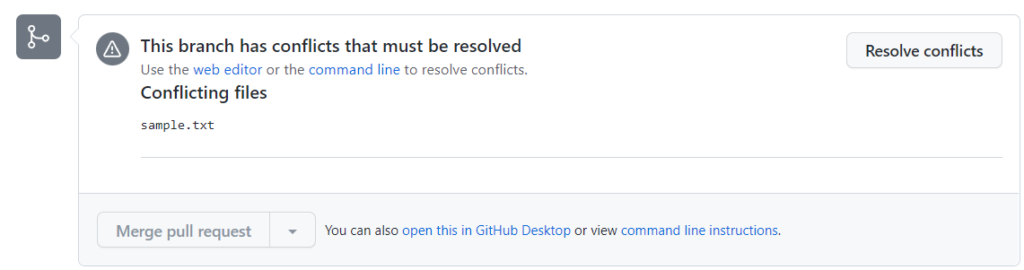 This branch has conflicts that must be resolved
Resolve conflicts
Use the web editor or the command line to resolve conflicts.
Conflicting files
sample.txt
Merge pull request
You can also open this in GitHub Desktop or view command line instructions.